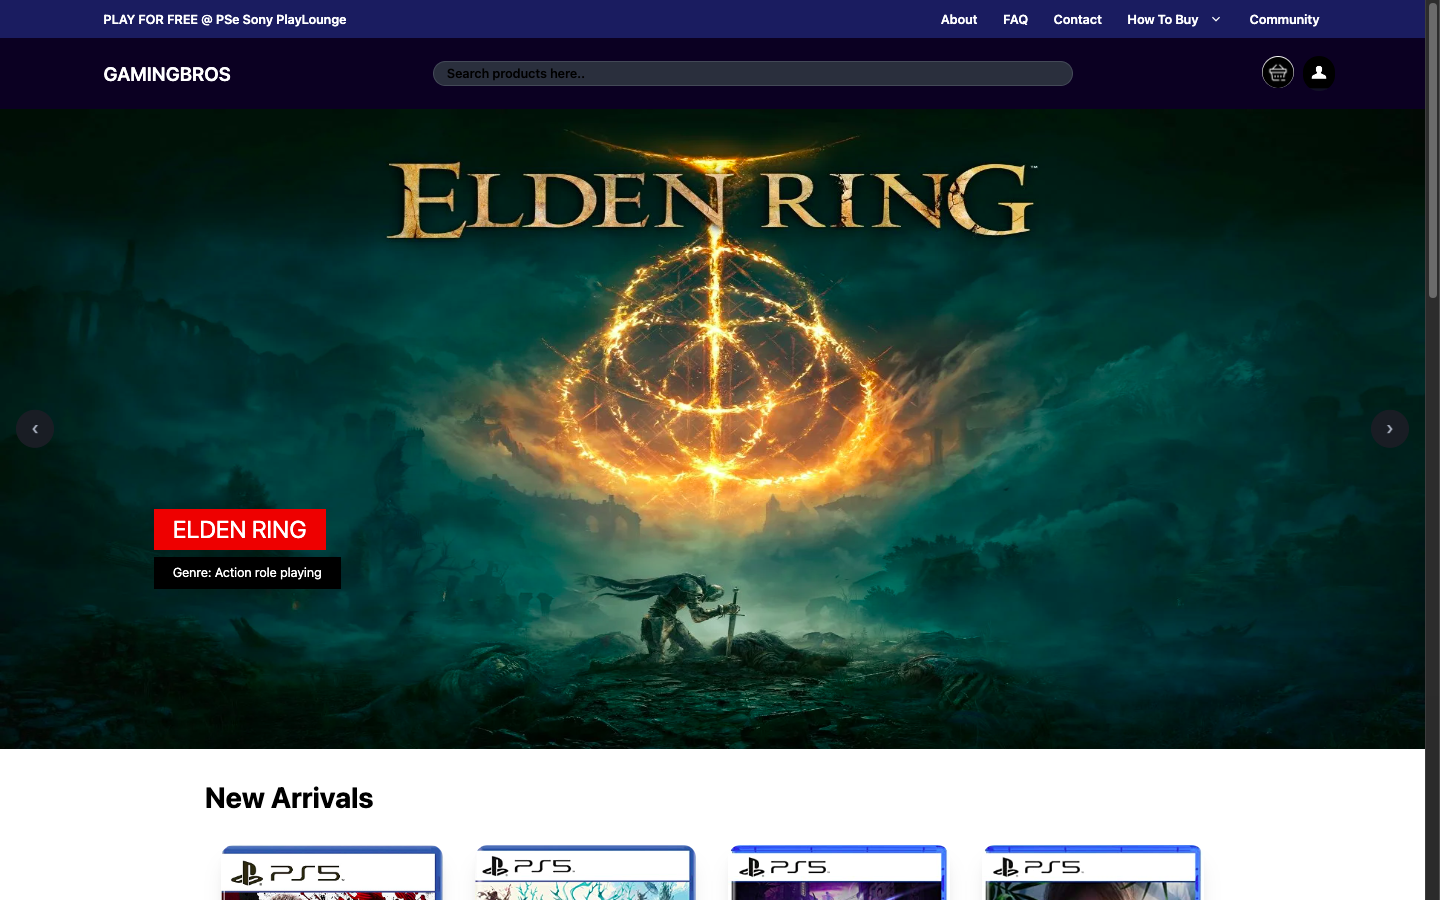 PLAY FOR FREE @ PSe Sony PlayLounge
About
FAQ
Contact
How To Buy
Community
GAMINGBROS
Search products here..
ELDEN RING™
ELDEN RING
Genre: Action role playing
New Arrivals
PS5
PS5
PS5
PS5